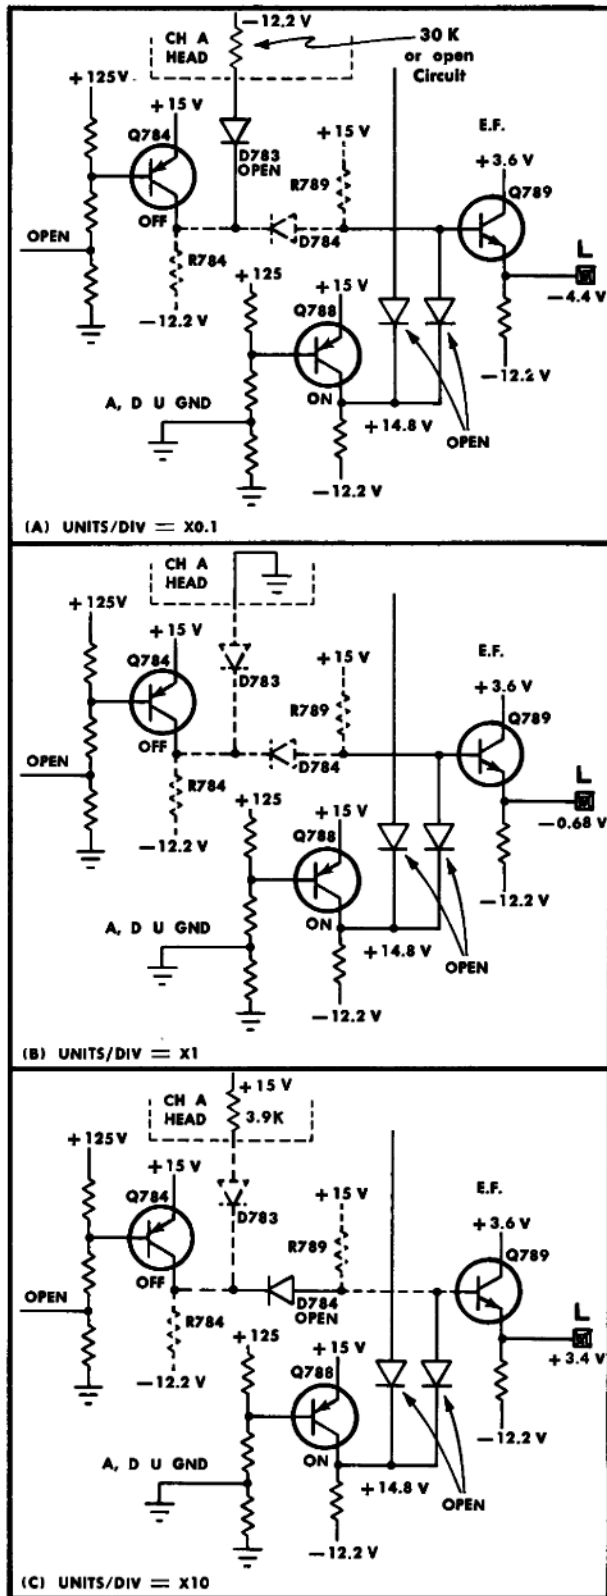 −12.2 V
CH A
HEAD
30 K
or open
Circuit
+125V
+15 V
Q784
D783
OPEN
+15V
E.F.
+3.6 V
R789
Q789
OFF
OPEN
D784
R784
+125
+15 V
L
−4.4V
Q788
−12.2 V
−12.2 V
ON
A, D U GND
+14.8 V
OPEN
−12.2 V
(A) UNITS/DIV = X0.1
CH A
HEAD
+125V
+15 V
Q784
D783
+15V
E.F.
+3.6 V
R789
Q789
OFF
OPEN
D784
R784
+125
+15 V
L
−0.68 V
Q788
−12.2 V
−12.2 V
ON
A, D U GND
+14.8 V
OPEN
−12.2 V
(B) UNITS/DIV = X1
+15 V
CH A
HEAD
3.9K
+125V
+15 V
Q784
D783
+15V
E.F.
+3.6 V
R789
Q789
OFF
OPEN
D784
OPEN
R784
+125
+15 V
L
+3.4V
Q788
−12.2 V
−12.2 V
ON
A, D U GND
+14.8 V
OPEN
−12.2 V
(C) UNITS/DIV = X10